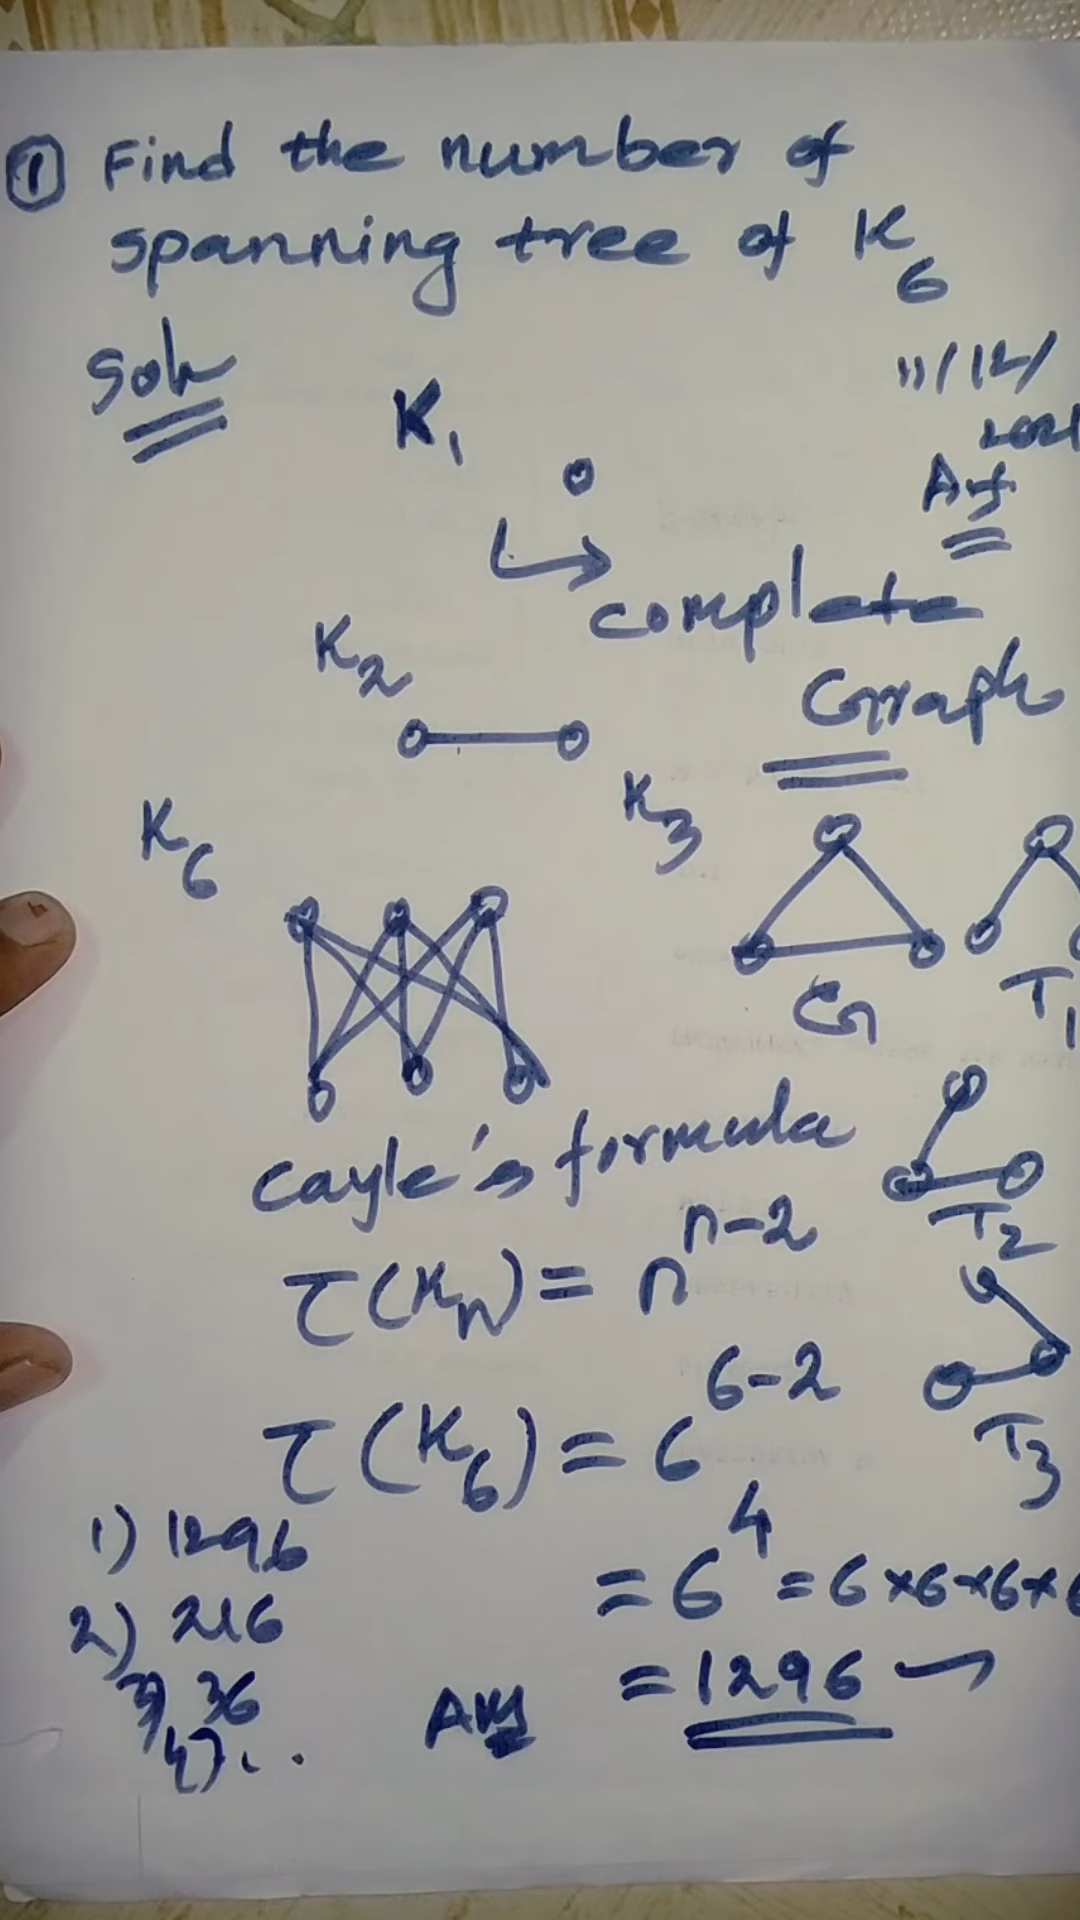 ① Find the number of
spanning tree of K6
Soln
11/12/
2021
K1
complete
Graph
K2
K3
K6
G
T1
Cayle's formula
T2
τ(Kn) = n^n-2
τ(K6) = 6^6-2
T3
= 6^4 = 6×6×6×6
= 1296
Ans
1) 1296
2) 216
3) 36
4) ...